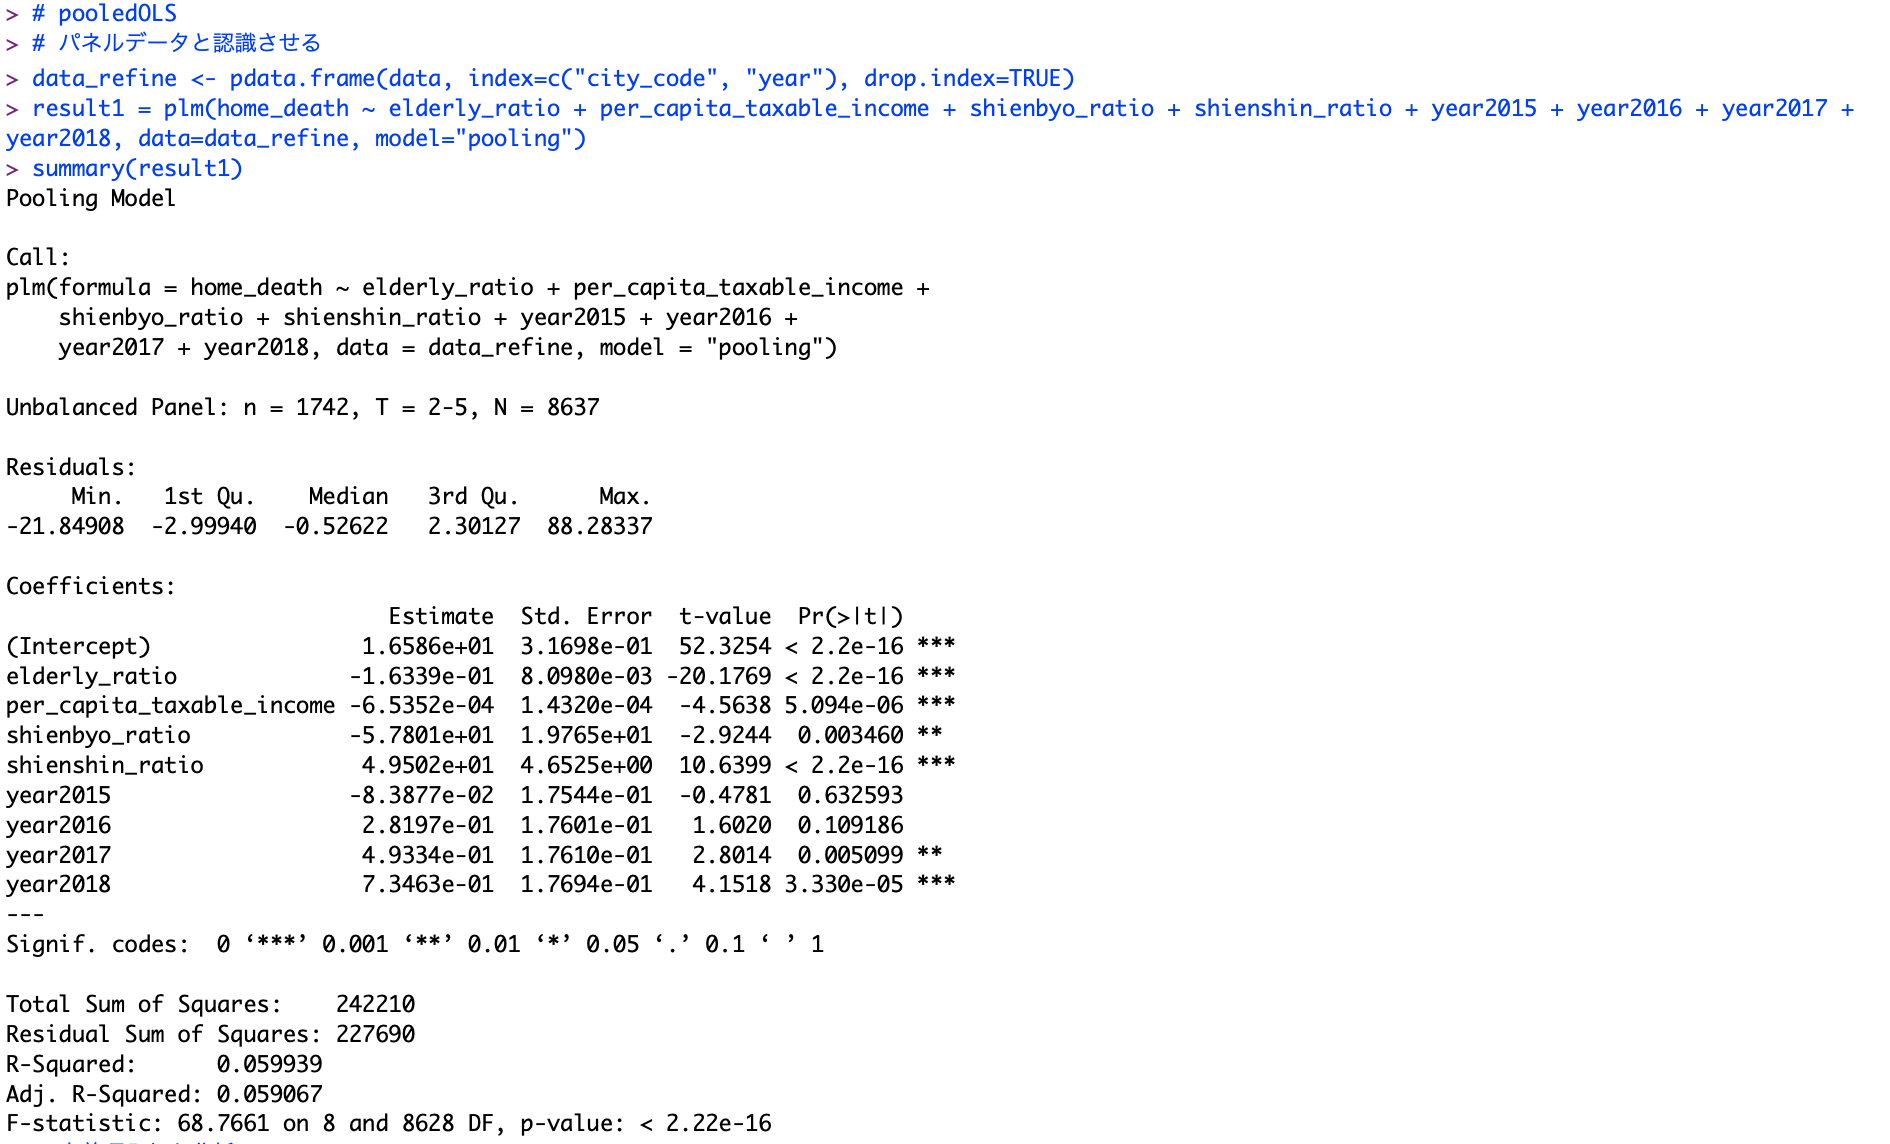 > # pooledOLS
> # パネルデータと認識させる
> data_refine <- pdata.frame(data, index=c("city_code", "year"), drop.index=TRUE)
> result1 = plm(home_death ~ elderly_ratio + per_capita_taxable_income + shienbyo_ratio + shienshin_ratio + year2015 + year2016 + year2017 +
year2018, data=data_refine, model="pooling")
> summary(result1)
Pooling Model

Call:
plm(formula = home_death ~ elderly_ratio + per_capita_taxable_income +
    shienbyo_ratio + shienshin_ratio + year2015 + year2016 +
    year2017 + year2018, data = data_refine, model = "pooling")

Unbalanced Panel: n = 1742, T = 2-5, N = 8637

Residuals:
     Min.   1st Qu.    Median   3rd Qu.      Max.
-21.84908  -2.99940  -0.52622   2.30127  88.28337

Coefficients:
                             Estimate  Std. Error  t-value  Pr(>|t|)
(Intercept)                1.6586e+01  3.1698e-01  52.3254 < 2.2e-16 ***
elderly_ratio             -1.6339e-01  8.0980e-03 -20.1769 < 2.2e-16 ***
per_capita_taxable_income -6.5352e-04  1.4320e-04  -4.5638 5.094e-06 ***
shienbyo_ratio            -5.7801e+01  1.9765e+01  -2.9244  0.003460 **
shienshin_ratio            4.9502e+01  4.6525e+00  10.6399 < 2.2e-16 ***
year2015                  -8.3877e-02  1.7544e-01  -0.4781  0.632593
year2016                   2.8197e-01  1.7601e-01   1.6020  0.109186
year2017                   4.9334e-01  1.7610e-01   2.8014  0.005099 **
year2018                   7.3463e-01  1.7694e-01   4.1518 3.330e-05 ***
---
Signif. codes:  0 ‘***’ 0.001 ‘**’ 0.01 ‘*’ 0.05 ‘.’ 0.1 ‘ ’ 1

Total Sum of Squares:    242210
Residual Sum of Squares: 227690
R-Squared:      0.059939
Adj. R-Squared: 0.059067
F-statistic: 68.7661 on 8 and 8628 DF, p-value: < 2.22e-16